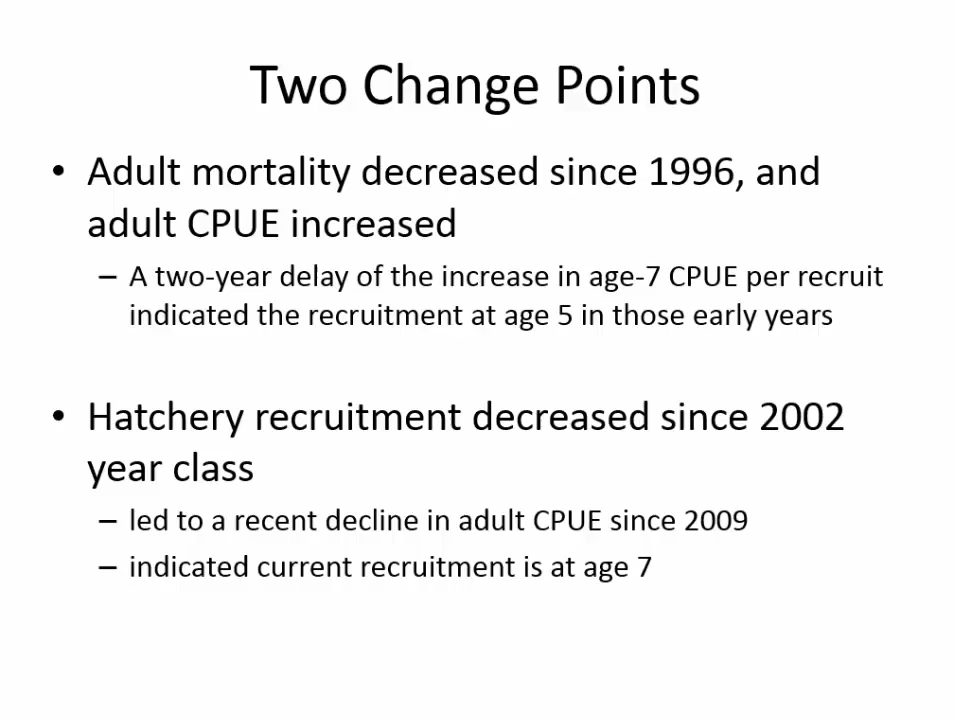 Two Change Points
• Adult mortality decreased since 1996, and
adult CPUE increased
– A two-year delay of the increase in age-7 CPUE per recruit
indicated the recruitment at age 5 in those early years
• Hatchery recruitment decreased since 2002
year class
– led to a recent decline in adult CPUE since 2009
– indicated current recruitment is at age 7